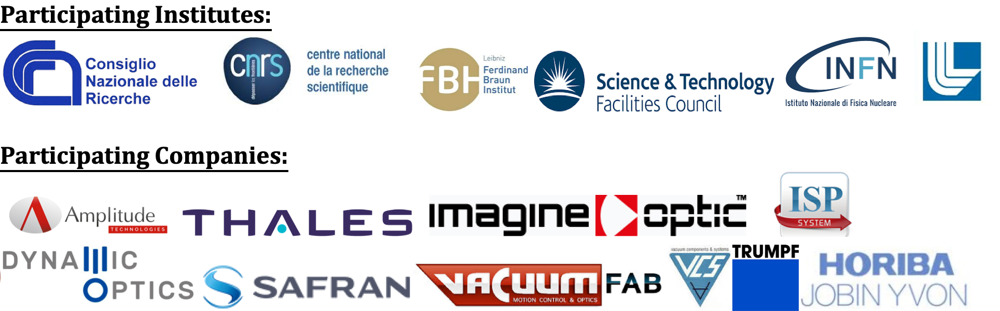 Participating Institutes:
Consiglio
Nazionale delle
Ricerche
cnrs
dépasser les frontières
centre national
de la recherche
scientifique
FBH
Leibniz
Ferdinand
Braun
Institut
Science & Technology
Facilities Council
INFN
Istituto Nazionale di Fisica Nucleare
Participating Companies:
Amplitude
TECHNOLOGIES
THALES
imagine optic™
ISP
SYSTEM
DYNAMIC
OPTICS
SAFRAN
VACUUM FAB
MOTION CONTROL & OPTICS
vacuum components & systems
VCS
TRUMPF
HORIBA
JOBIN YVON